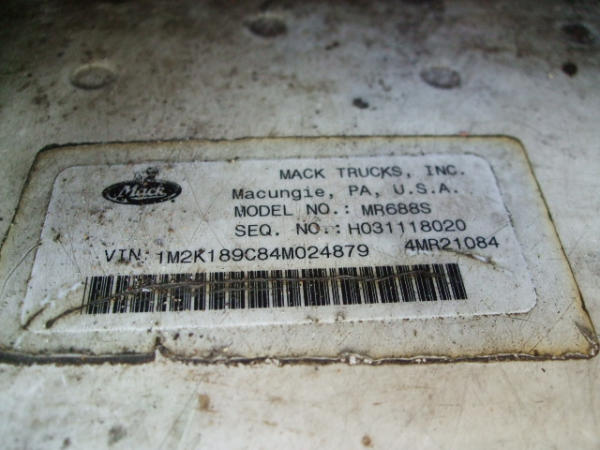 Mack
MACK TRUCKS, INC.
Macungie, PA, U.S.A.
MODEL NO.: MR688S
SEQ. NO.: H031118020
VIN: 1M2K189C84M024879 4MR21084